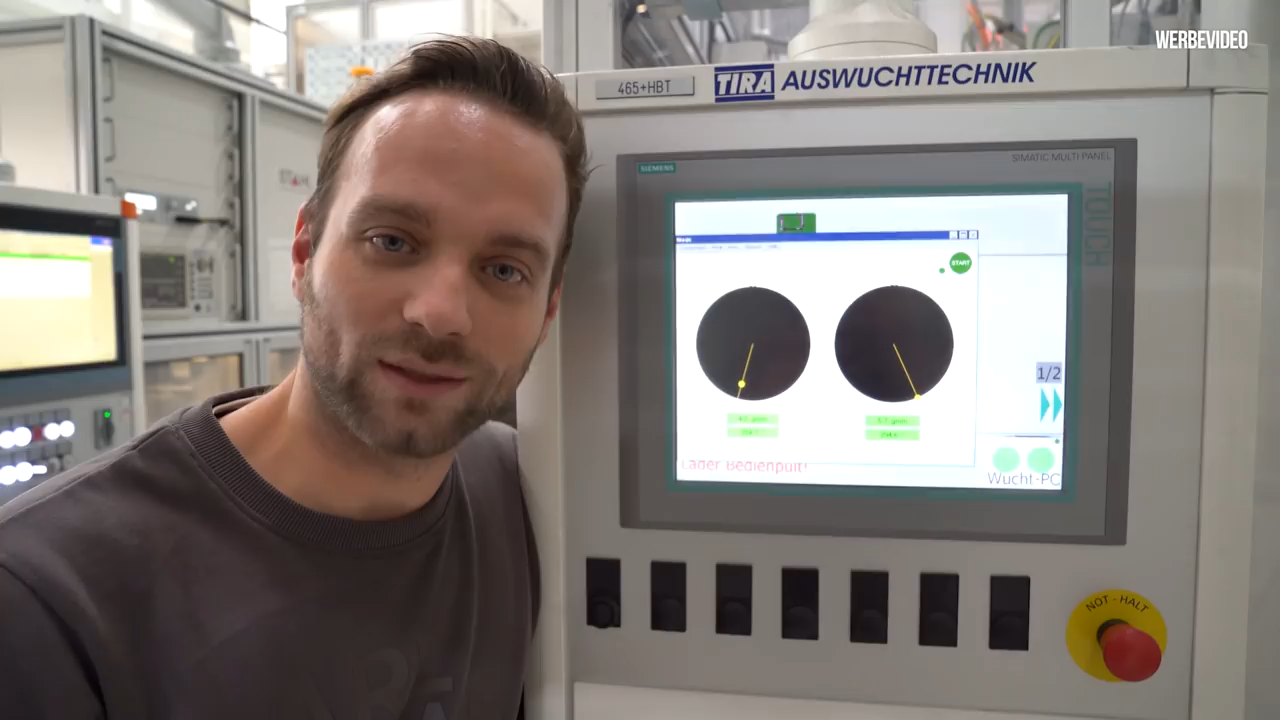 WERBEVIDEO
465+HBT
TIRA AUSWUCHTTECHNIK
SIEMENS
SIMATIC MULTI PANEL
TOUCH
START
1/2
Lader Bedienpult!
Wucht-PC
NOT - HALT